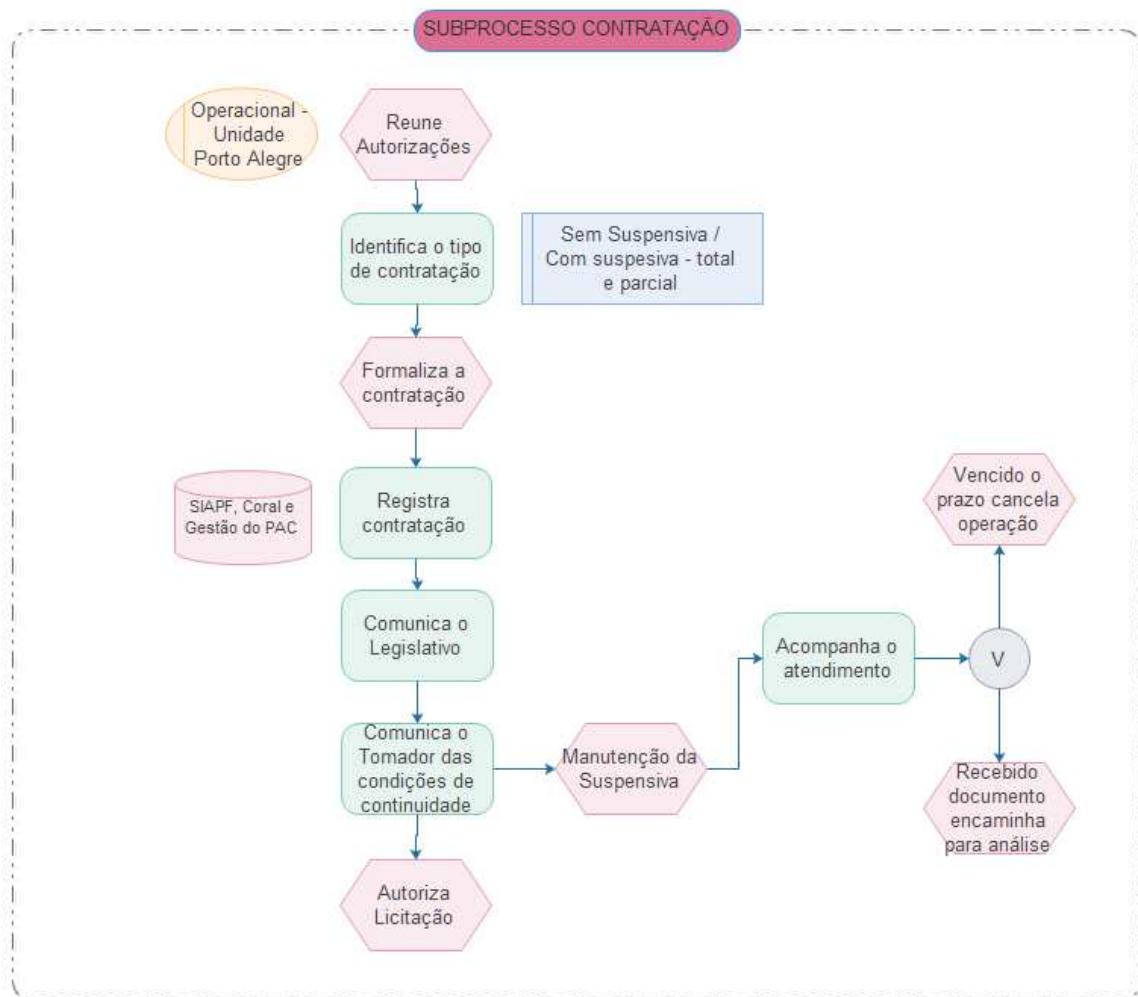 SUBPROCESSO CONTRATAÇÃO
Operacional -
Unidade
Porto Alegre
Reune
Autorizações
Identifica o tipo
de contratação
Sem Suspensiva /
Com suspesiva - total
e parcial
Formaliza a
contratação
SIAPF, Coral e
Gestão do PAC
Registra
contratação
Comunica o
Legislativo
Comunica o
Tomador das
condições de
continuidade
Manutenção da
Suspensiva
Acompanha o
atendimento
V
Vencido o
prazo cancela
operação
Recebido
documento
encaminha
para análise
Autoriza
Licitação